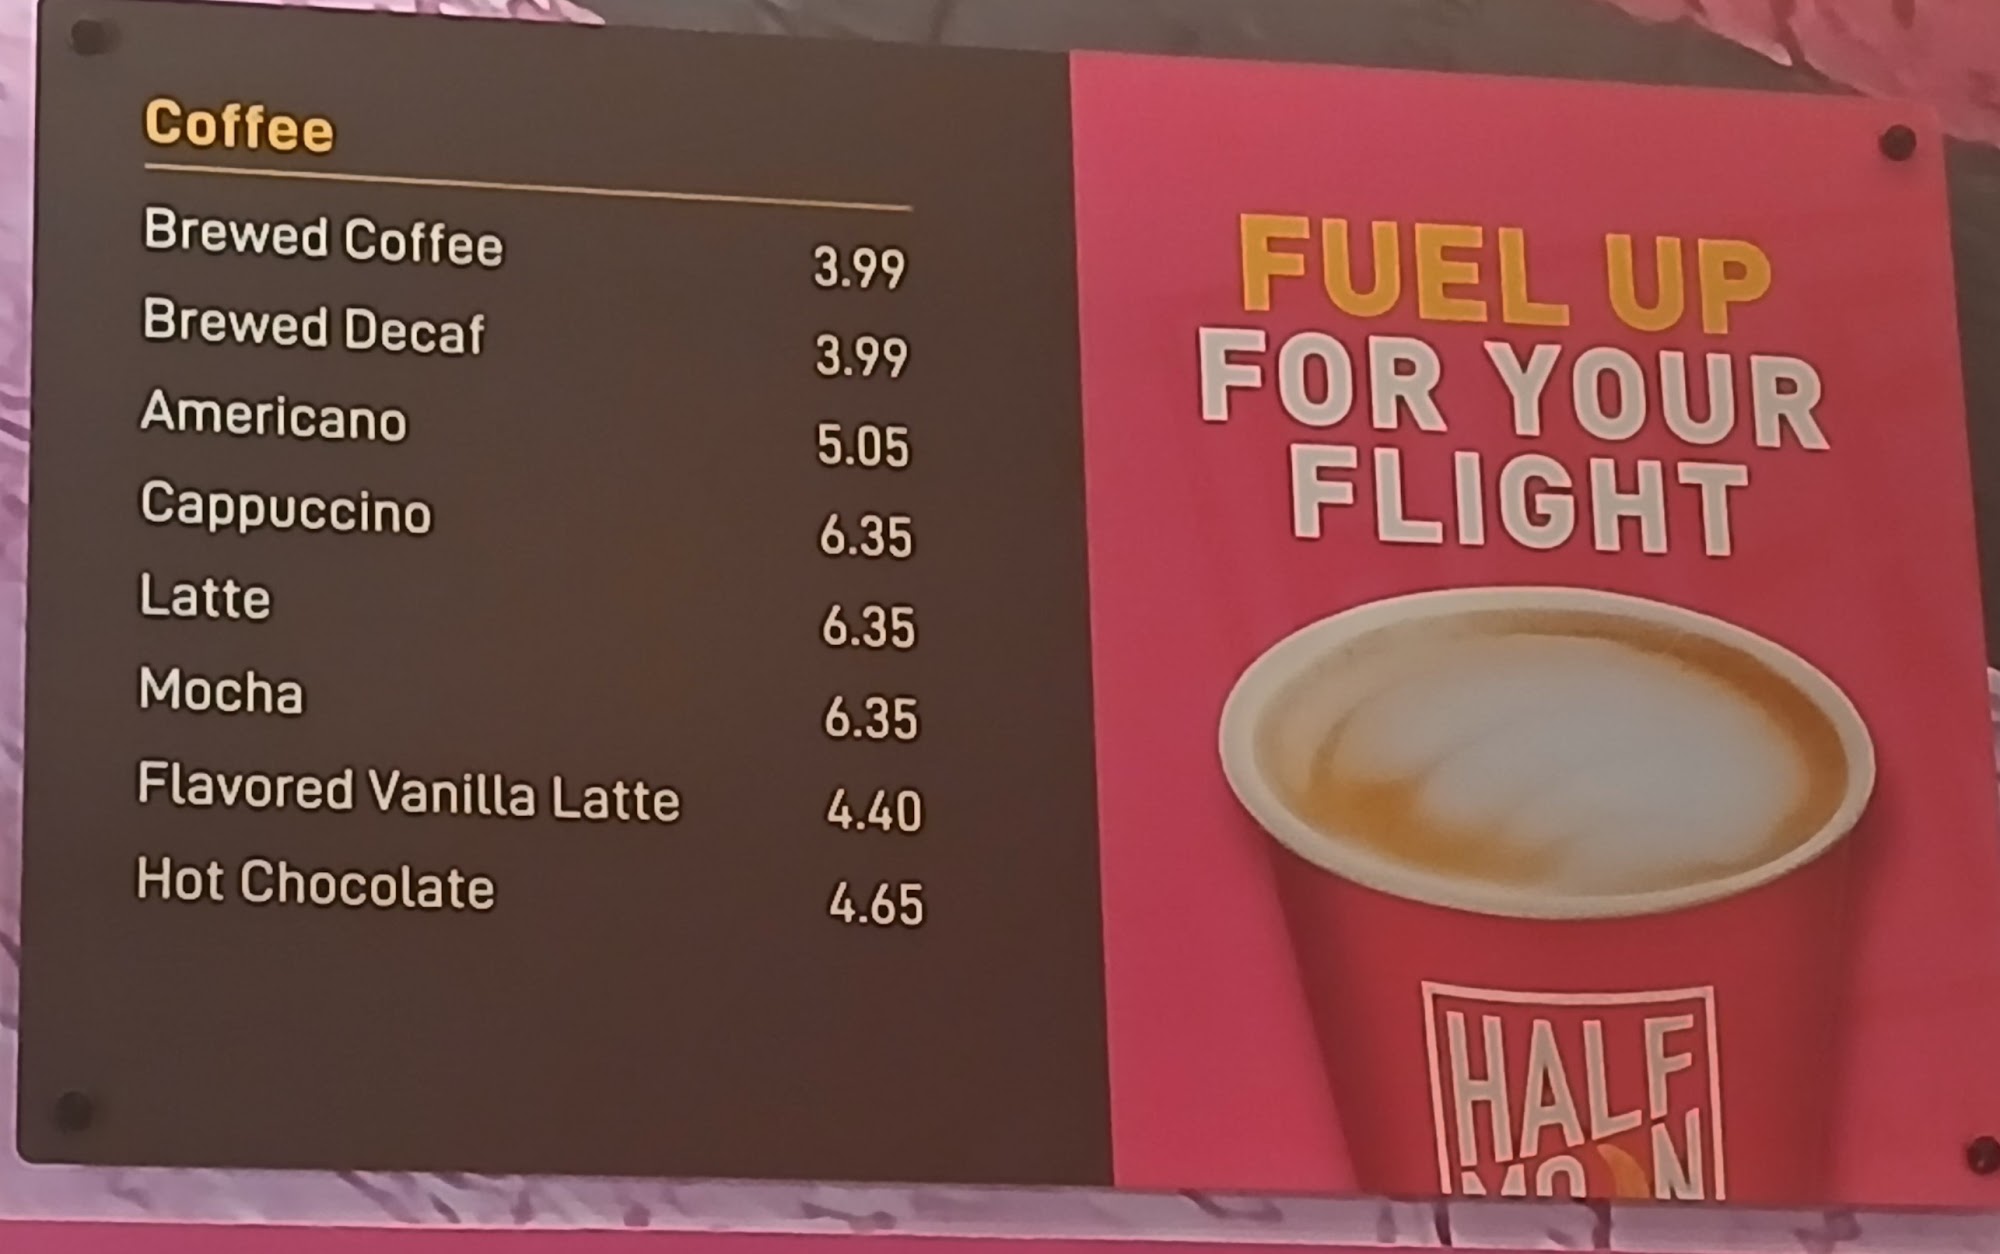 Coffee
Brewed Coffee 3.99
Brewed Decaf 3.99
Americano 5.05
Cappuccino 6.35
Latte 6.35
Mocha 6.35
Flavored Vanilla Latte 4.40
Hot Chocolate 4.65
FUEL UP
FOR YOUR
FLIGHT
HALF
MOON